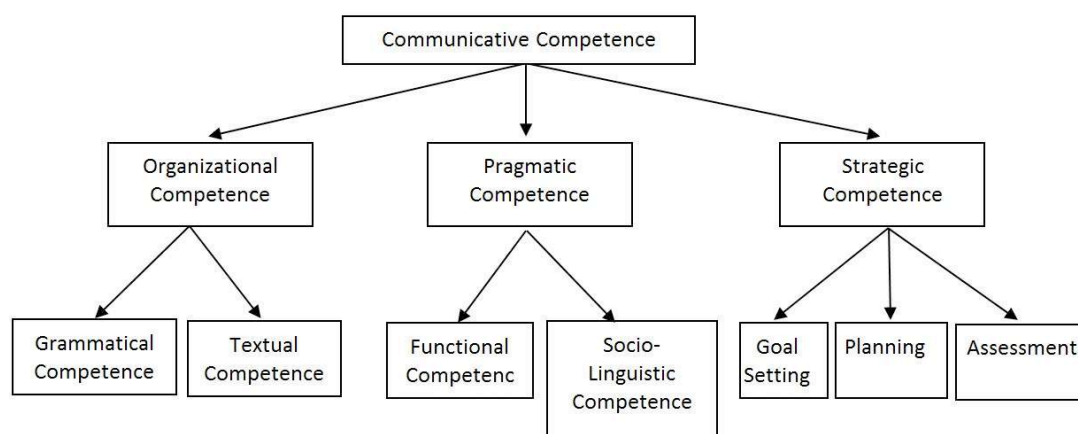 Communicative Competence
Organizational
Competence
Pragmatic
Competence
Strategic
Competence
Grammatical
Competence
Textual
Competence
Functional
Competenc
Socio-
Linguistic
Competence
Goal
Setting
Planning
Assessment